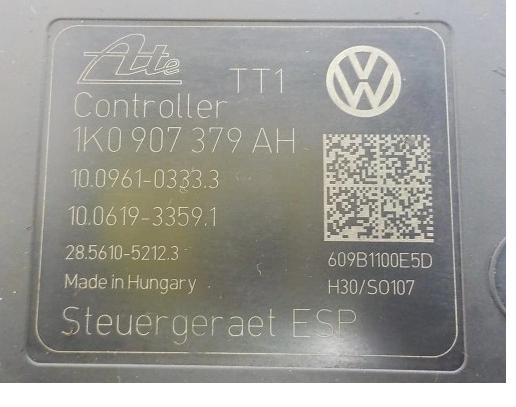 Ate TT1
Controller
1K0 907 379 AH
10.0961-0333.3
10.0619-3359.1
28.5610-5212.3
609B1100E5D
Made in Hungary
H30/SO107
Steuergeraet ESP